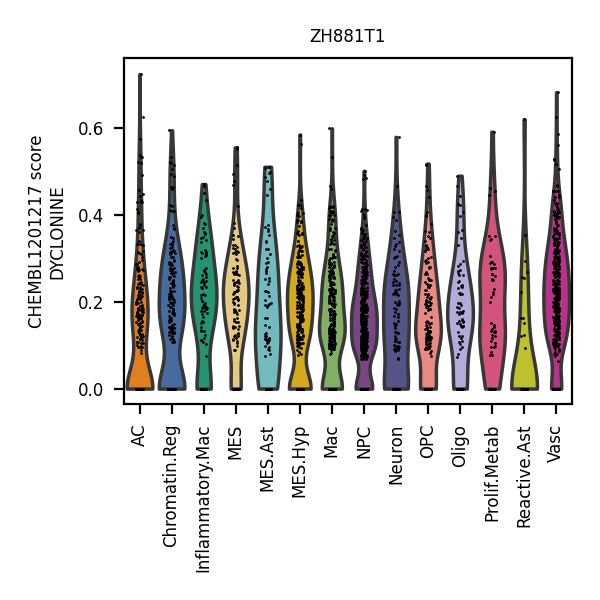 ZH881T1
CHEMBL1201217 score
DYCLONINE
0.6
0.4
0.2
0.0
AC
Chromatin.Reg
Inflammatory.Mac
MES
MES.Ast
MES.Hyp
Mac
NPC
Neuron
OPC
Oligo
Prolif.Metab
Reactive.Ast
Vasc